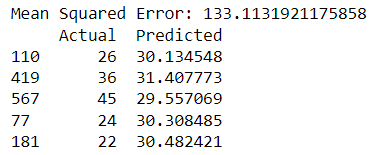 Mean Squared Error: 133.1131921175858
Actual Predicted
110 26 30.134548
419 36 31.407773
567 45 29.557069
77 24 30.308485
181 22 30.482421